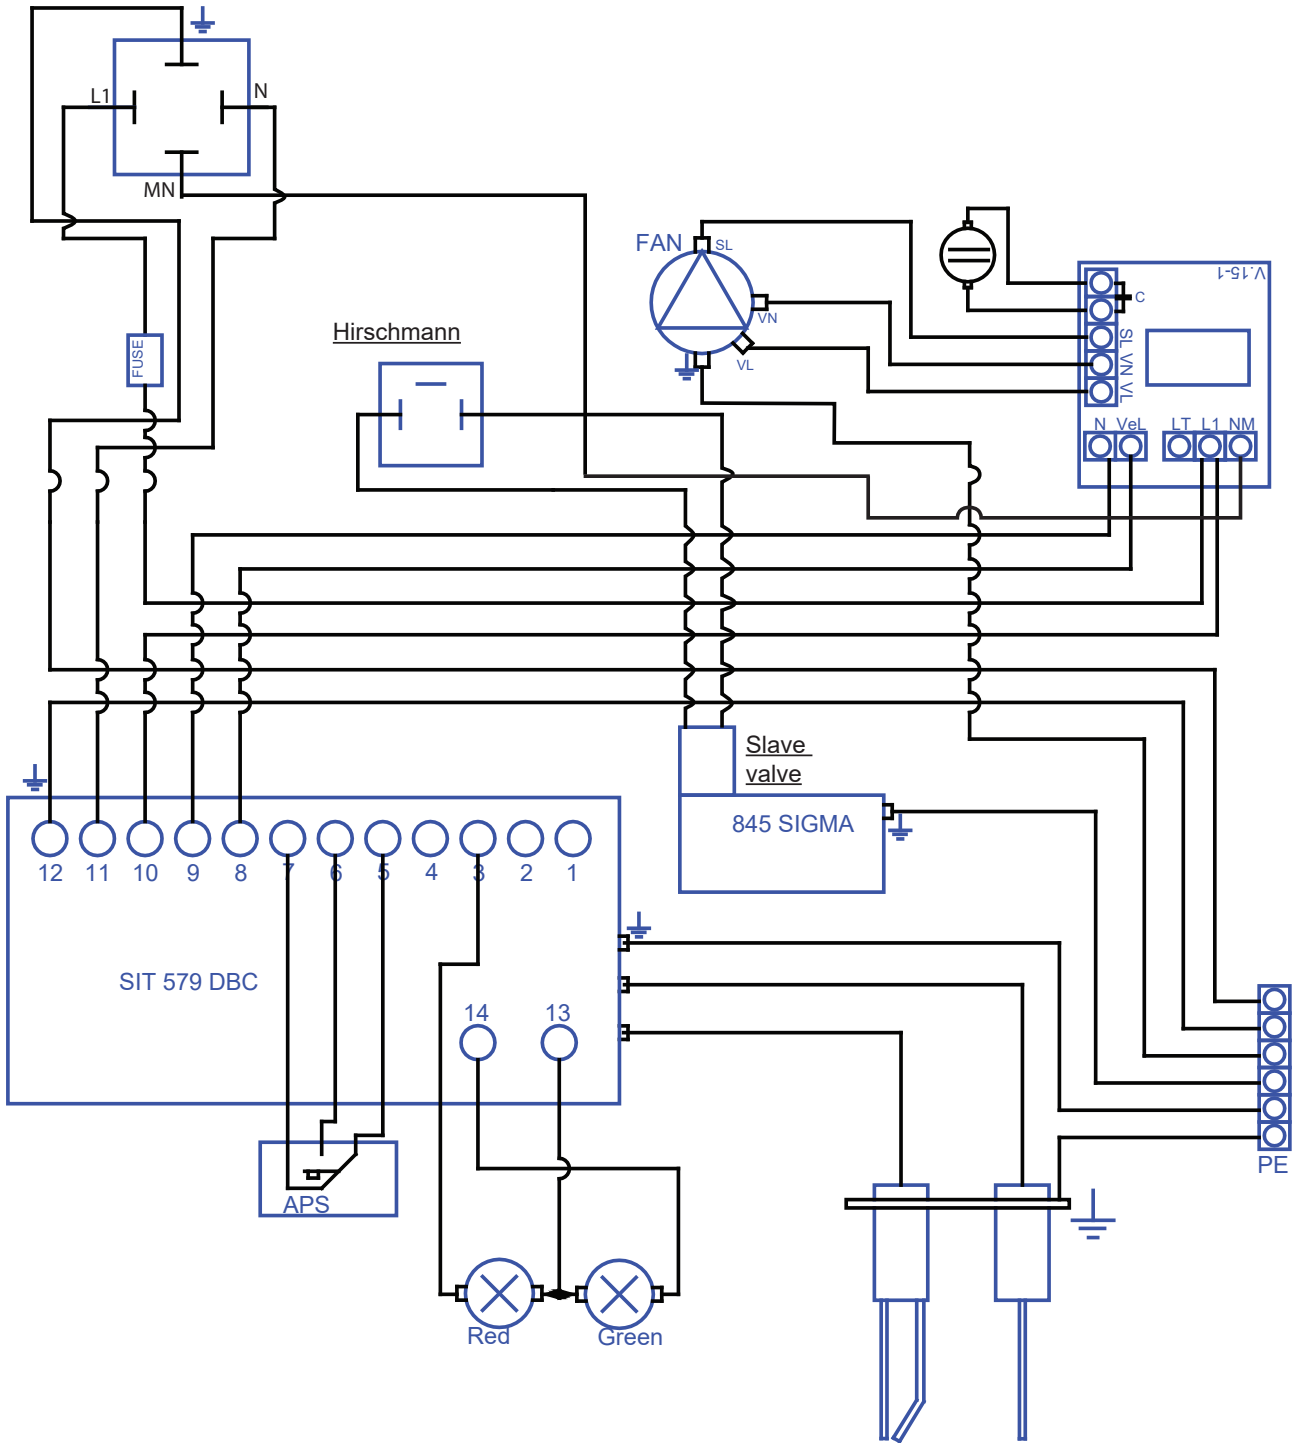 L1
N
MN
FUSE
Hirschmann
FAN
SL
VN
VL
V.15-1
C
SL VN VL
N VeL LT L1 NM
Slave
valve
845 SIGMA
12 11 10 9 8 7 6 5 4 3 2 1
SIT 579 DBC
14 13
APS
PE
Red Green